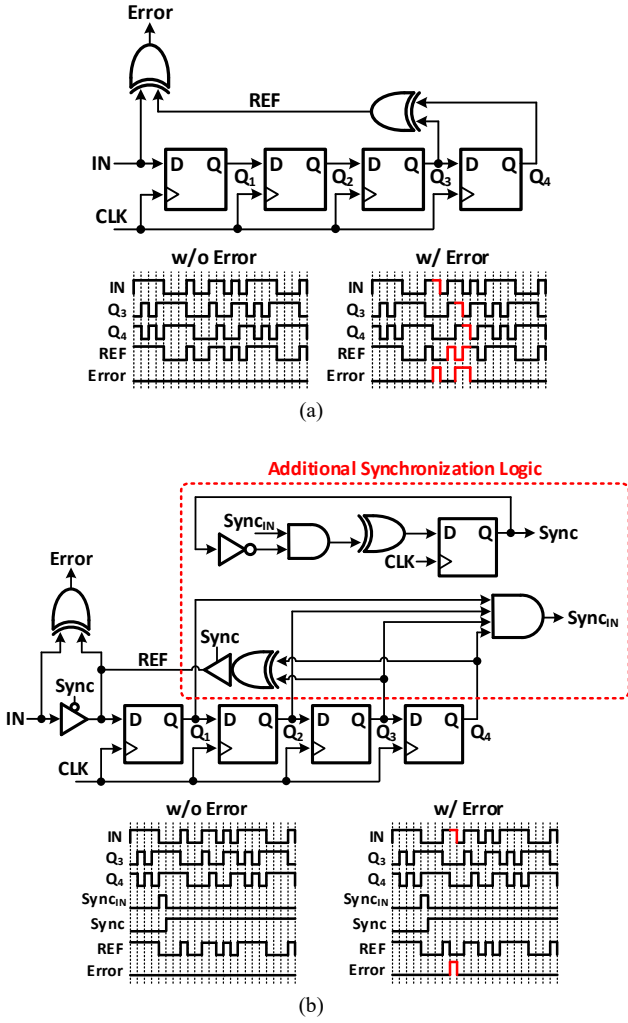 Error
REF
IN
D Q
D Q
D Q
D Q
Q1
Q2
Q3
Q4
CLK
w/o Error
w/ Error
IN
Q3
Q4
REF
Error
IN
Q3
Q4
REF
Error
(a)
Additional Synchronization Logic
SyncIN
D Q
Sync
CLK
Error
SyncIN
Sync
REF
Sync
IN
D Q
D Q
D Q
D Q
Q1
Q2
Q3
Q4
CLK
w/o Error
w/ Error
IN
Q3
Q4
SyncIN
Sync
REF
Error
IN
Q3
Q4
SyncIN
Sync
REF
Error
(b)